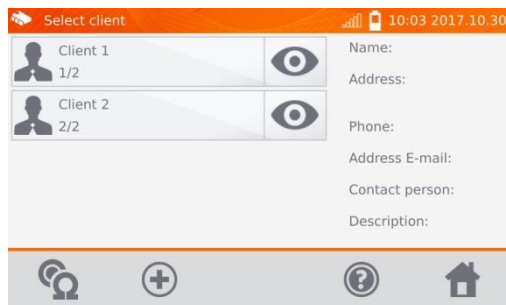 Select client
10:03 2017.10.30
Client 1
1/2
Client 2
2/2
Name:
Address:
Phone:
Address E-mail:
Contact person:
Description: